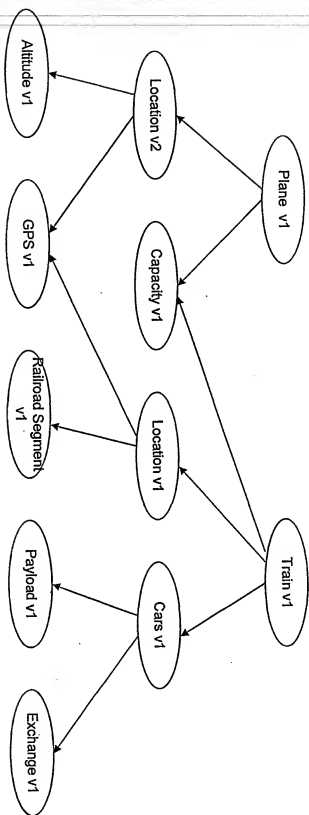 Plane v1
Train v1
Location v2
Capacity v1
Location v1
Cars v1
Altitude v1
GPS v1
Railroad Segment
v1
Payload v1
Exchange v1